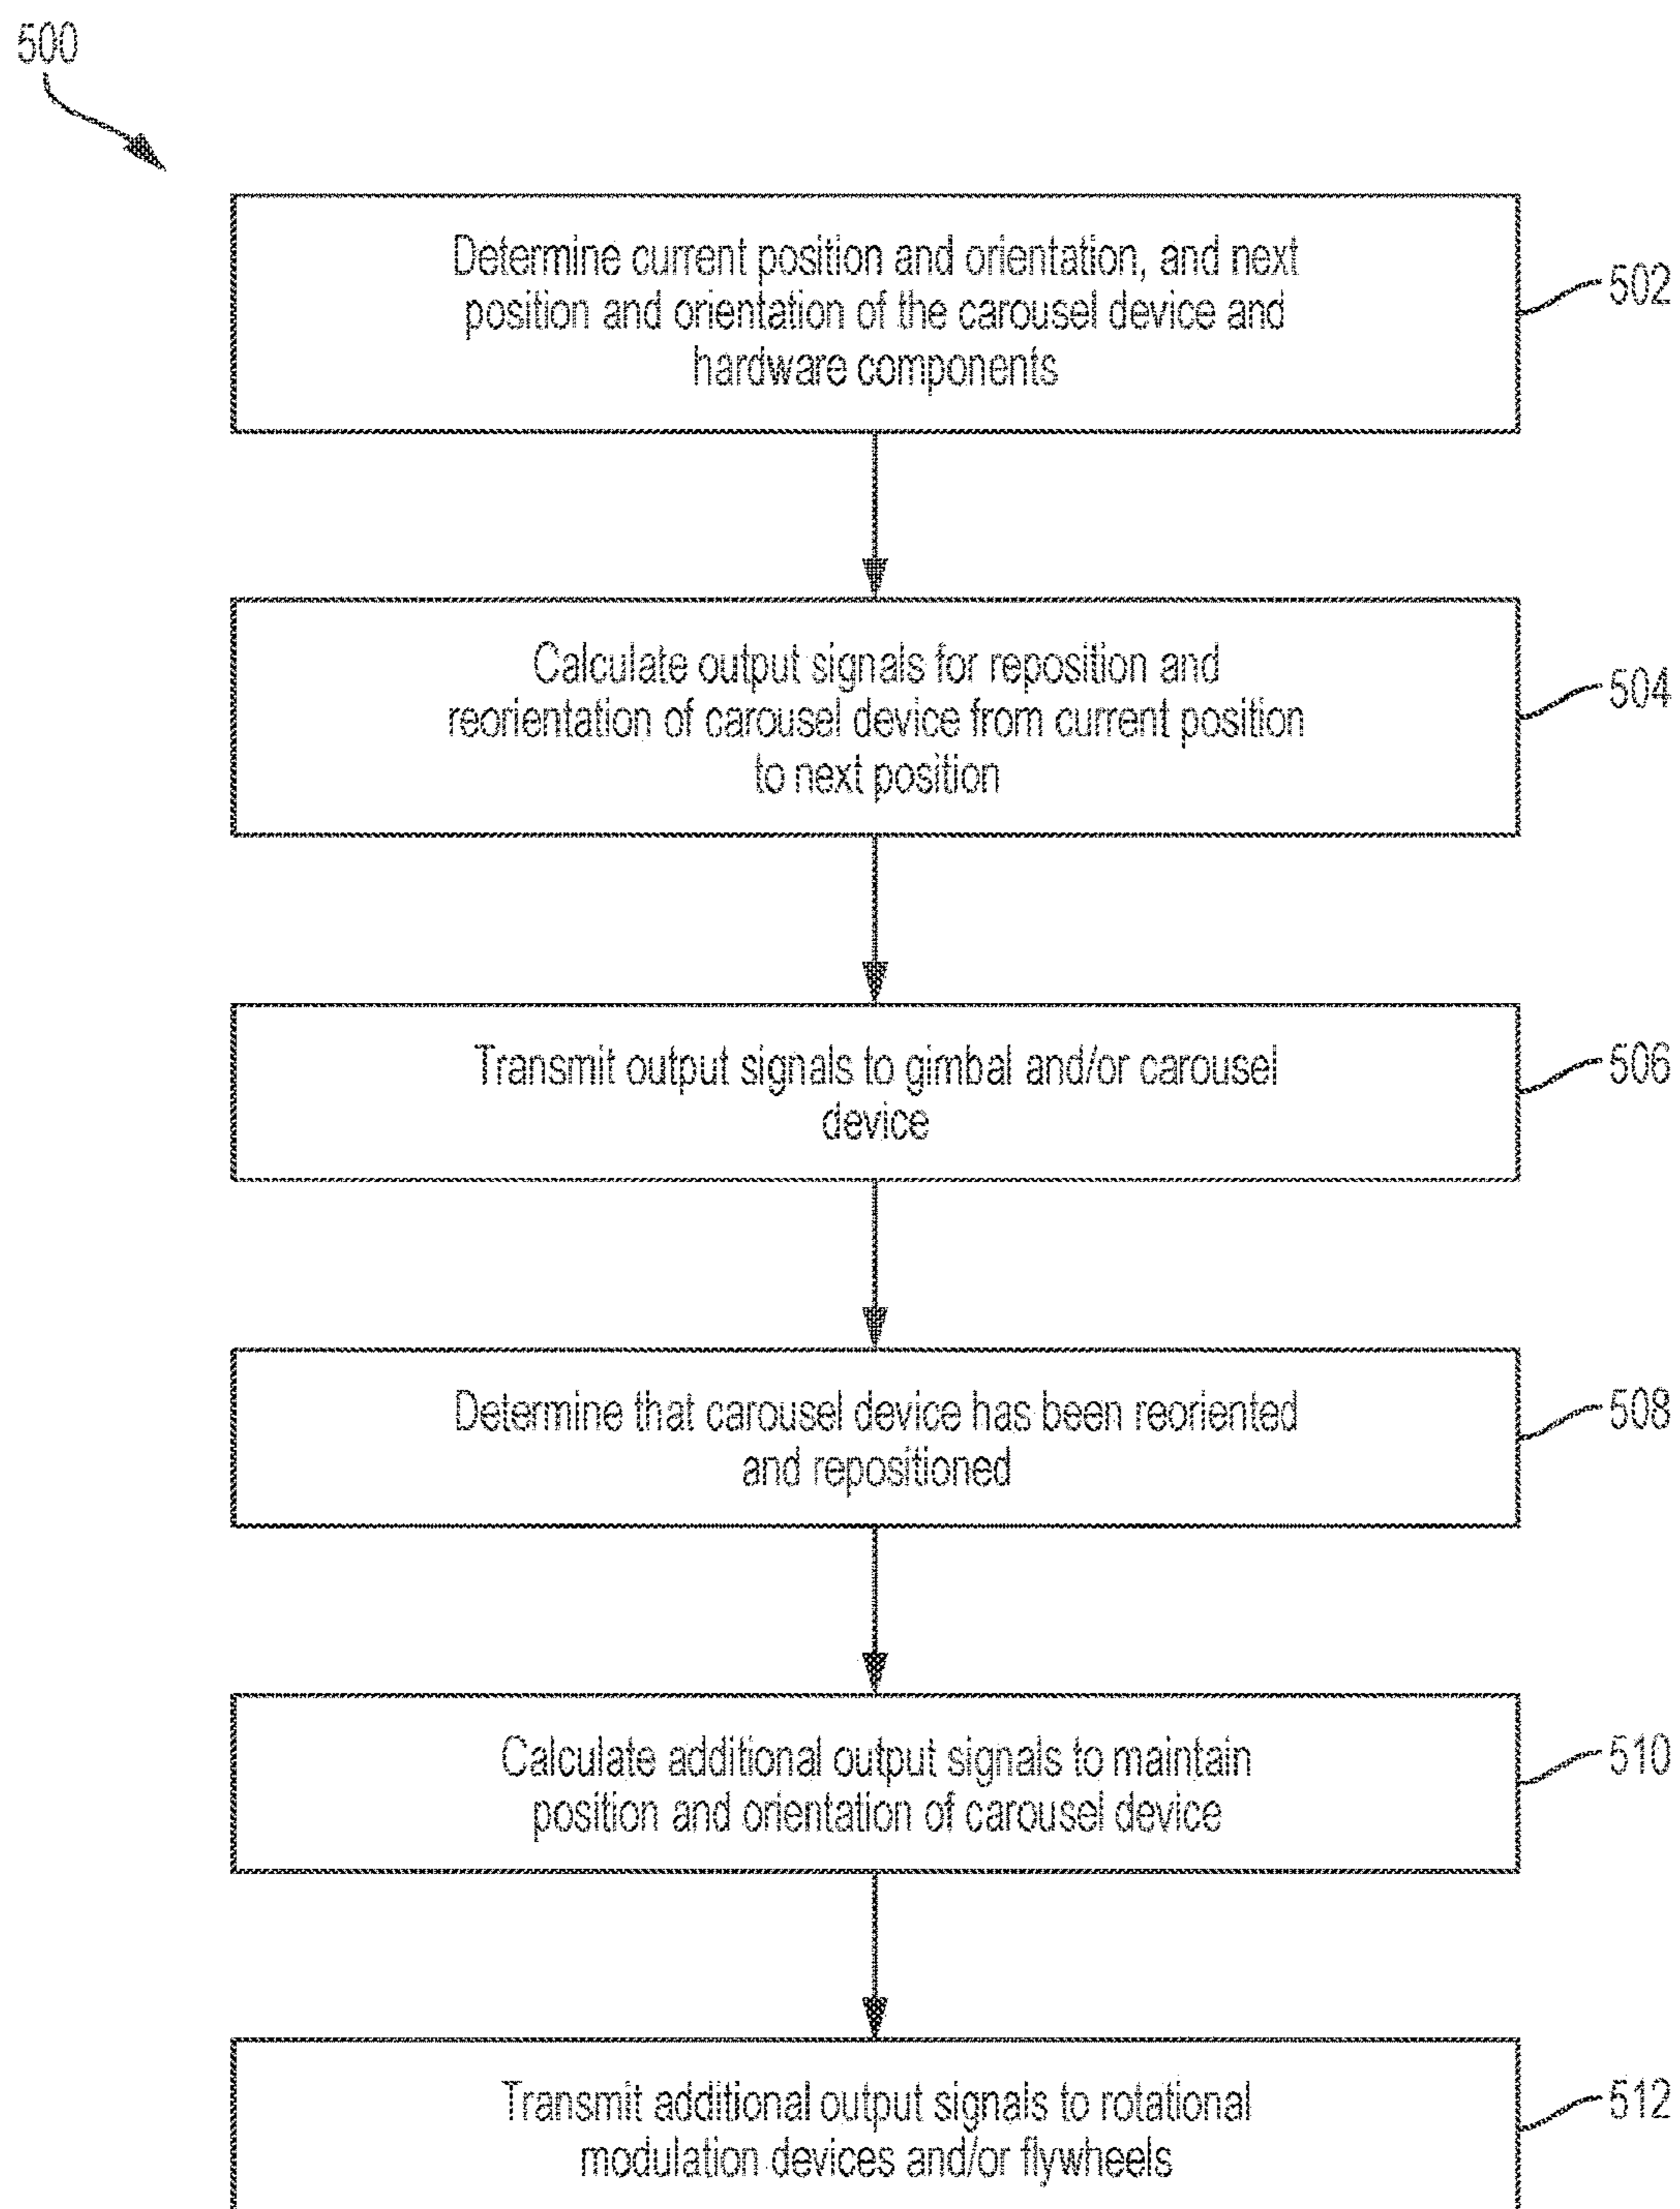 500
Determine current position and orientation, and next
position and orientation of the carousel device and
hardware components
502
Calculate output signals for reposition and
reorientation of carousel device from current position
to next position
504
Transmit output signals to gimbal and/or carousel
device
506
Determine that carousel device has been reoriented
and repositioned
508
Calculate additional output signals to maintain
position and orientation of carousel device
510
Transmit additional output signals to rotational
modulation devices and/or flywheels
512